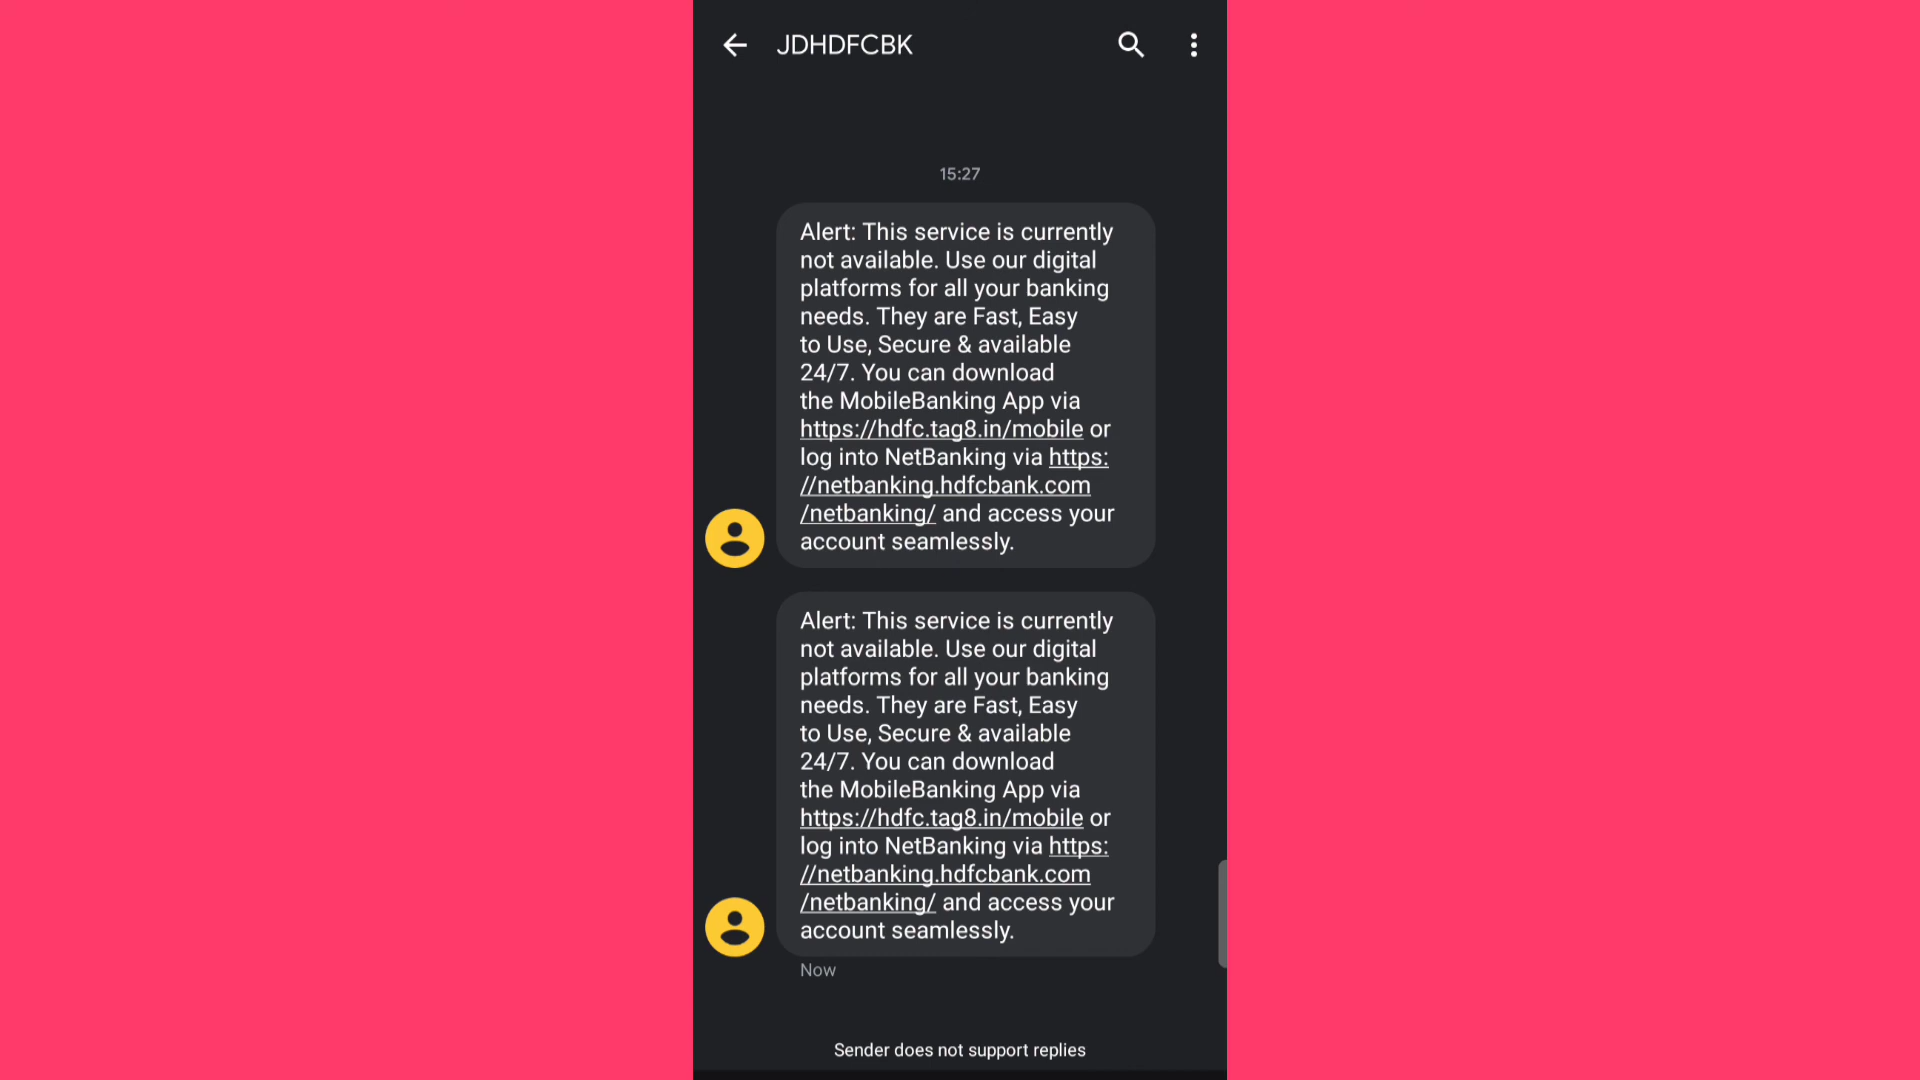 JDHDFCBK
15:27
Alert: This service is currently
not available. Use our digital
platforms for all your banking
needs. They are Fast, Easy
to Use, Secure & available
24/7. You can download
the MobileBanking App via
https://hdfc.tag8.in/mobile or
log into NetBanking via https:
//netbanking.hdfcbank.com
/netbanking/ and access your
account seamlessly.
Alert: This service is currently
not available. Use our digital
platforms for all your banking
needs. They are Fast, Easy
to Use, Secure & available
24/7. You can download
the MobileBanking App via
https://hdfc.tag8.in/mobile or
log into NetBanking via https:
//netbanking.hdfcbank.com
/netbanking/ and access your
account seamlessly.
Now
Sender does not support replies